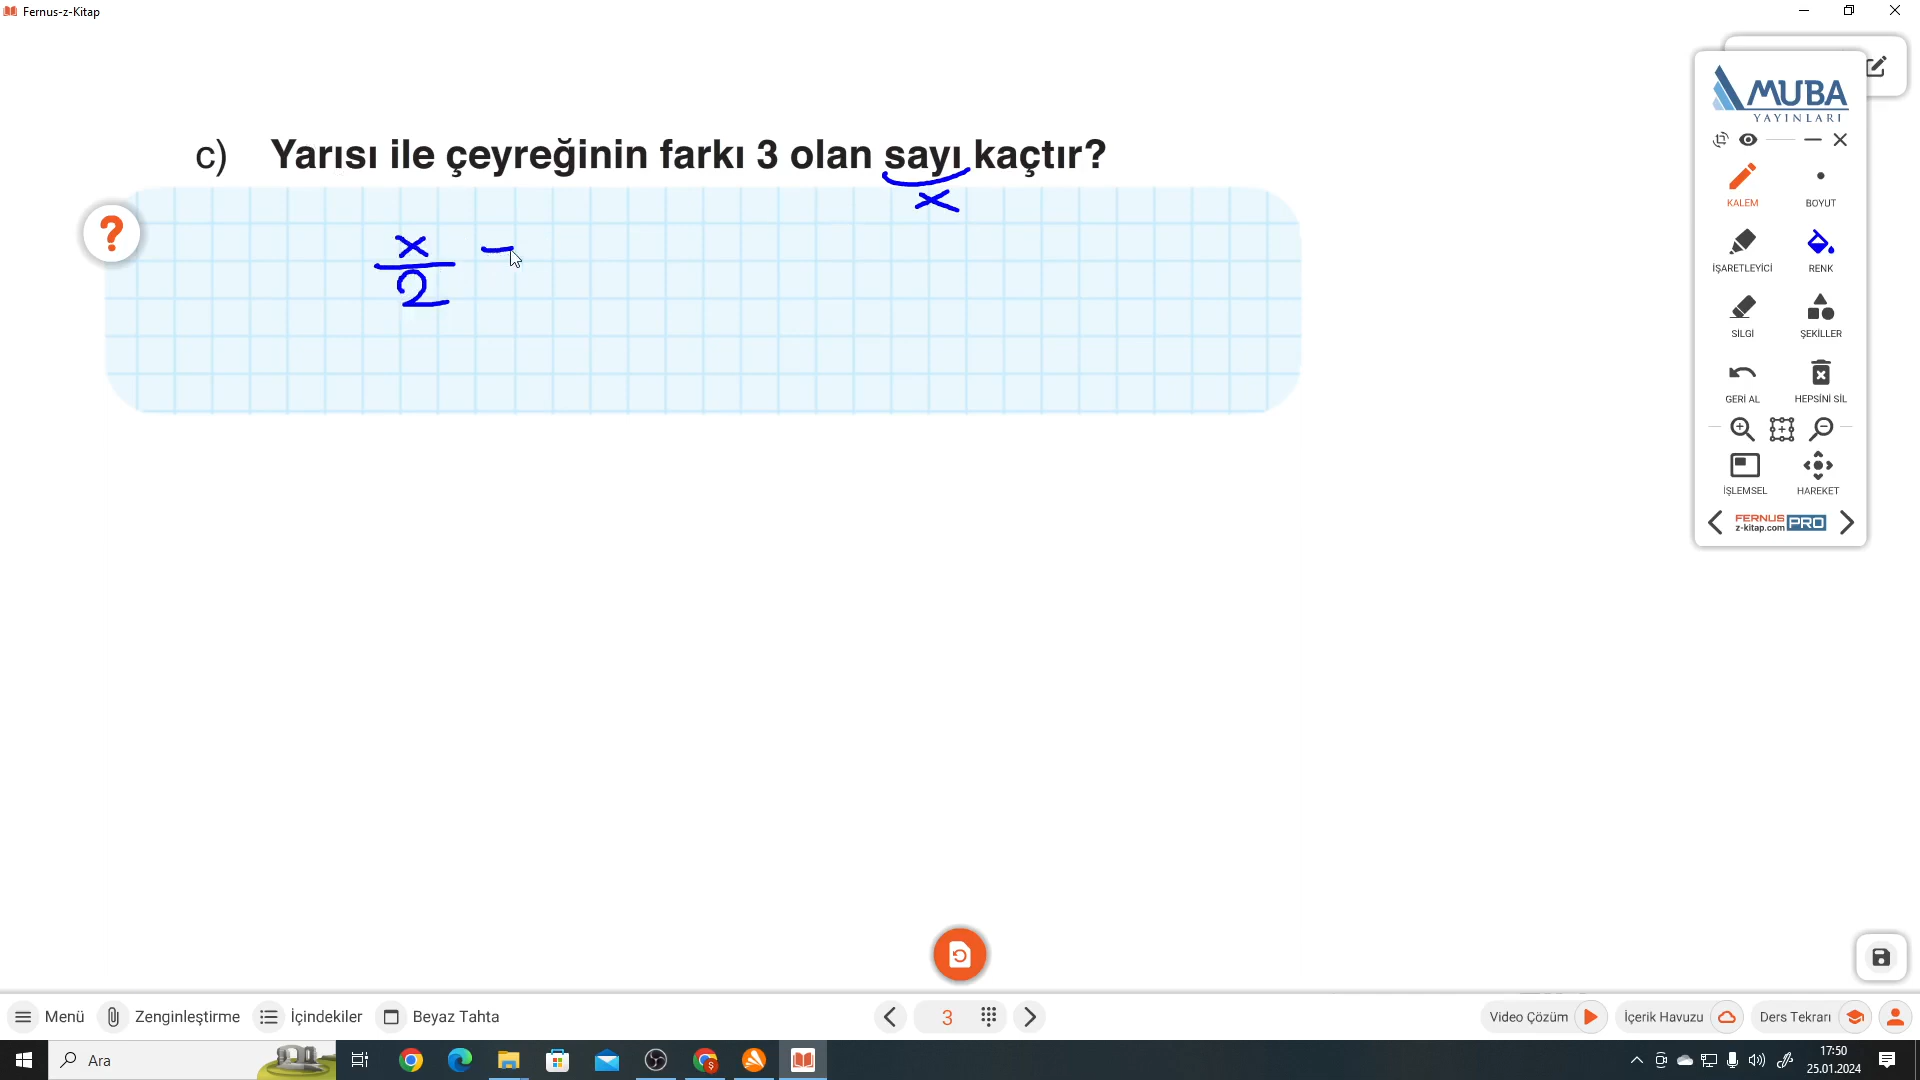 Fernus-z-Kitap
MUBA
YAYINLARI
c) Yarısı ile çeyreğinin farkı 3 olan sayı kaçtır?
x
?
x
2
−
KALEM
BOYUT
İŞARETLEYİCİ
RENK
SİLGİ
ŞEKİLLER
GERİ AL
HEPSİNİ SİL
İŞLEMSEL
HAREKET
FERNUS
z-kitap.com PRO
Menü
Zenginleştirme
İçindekiler
Beyaz Tahta
3
Video Çözüm
İçerik Havuzu
Ders Tekrarı
Ara
17:50
25.01.2024